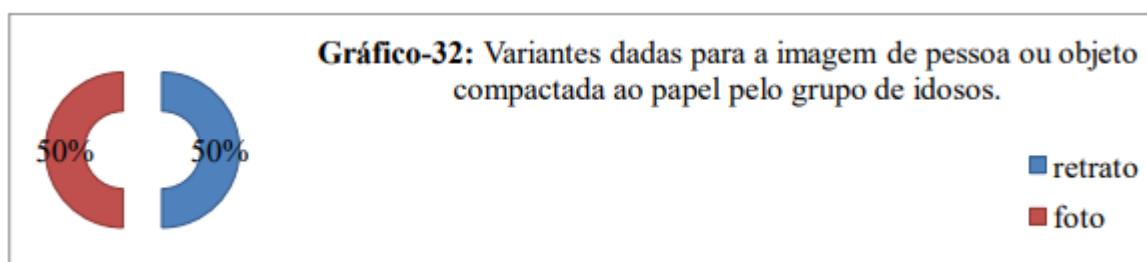 Gráfico-32: Variantes dadas para a imagem de pessoa ou objeto
compactada ao papel pelo grupo de idosos.
50%
50%
retrato
foto